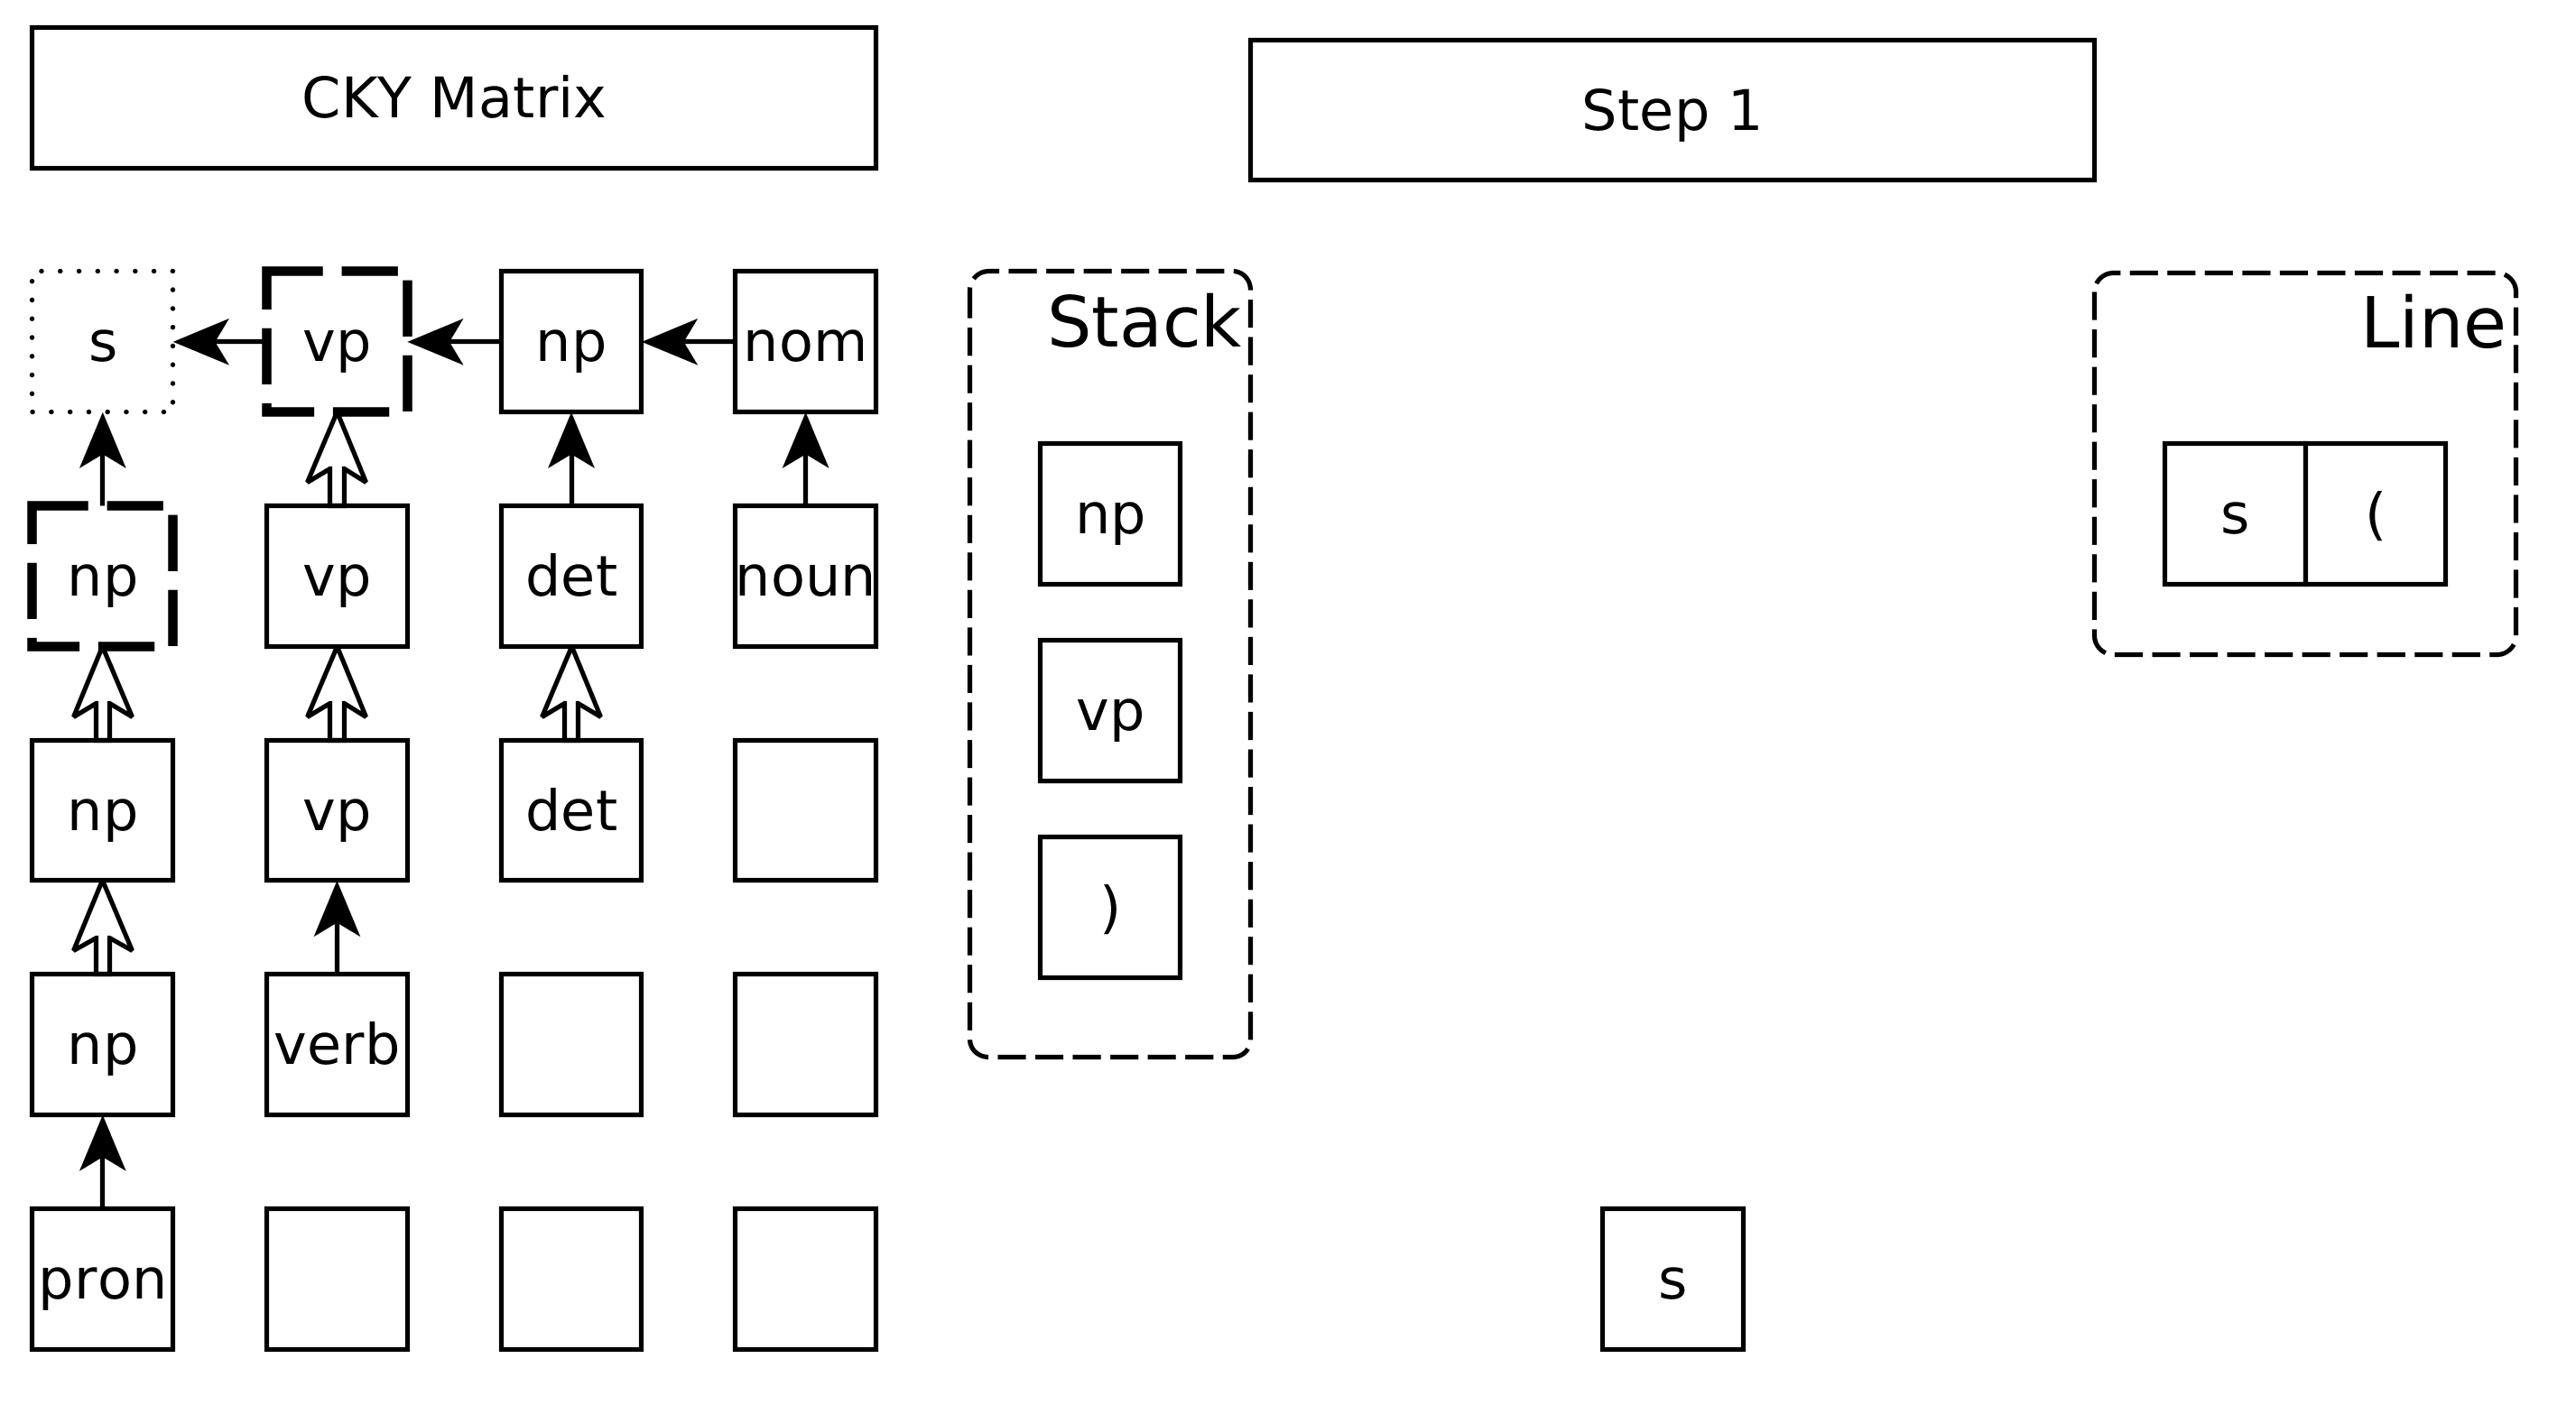 CKY Matrix
Step 1
s vp np nom
Stack
Line
np
s (
np vp det noun
vp
np vp det
)
np verb
pron
s